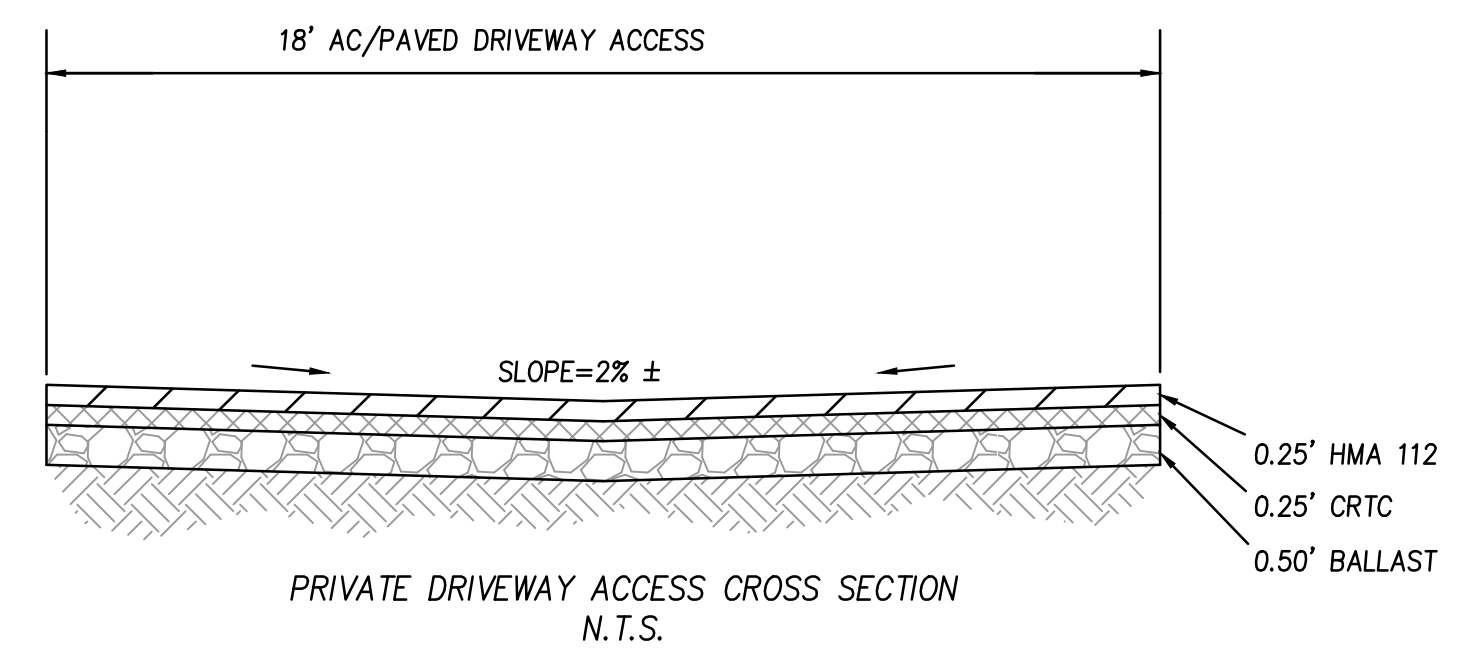 18' AC/PAVED DRIVEWAY ACCESS
SLOPE=2% ±
0.25' HMA 112
0.25' CRTC
0.50' BALLAST
PRIVATE DRIVEWAY ACCESS CROSS SECTION
N.T.S.